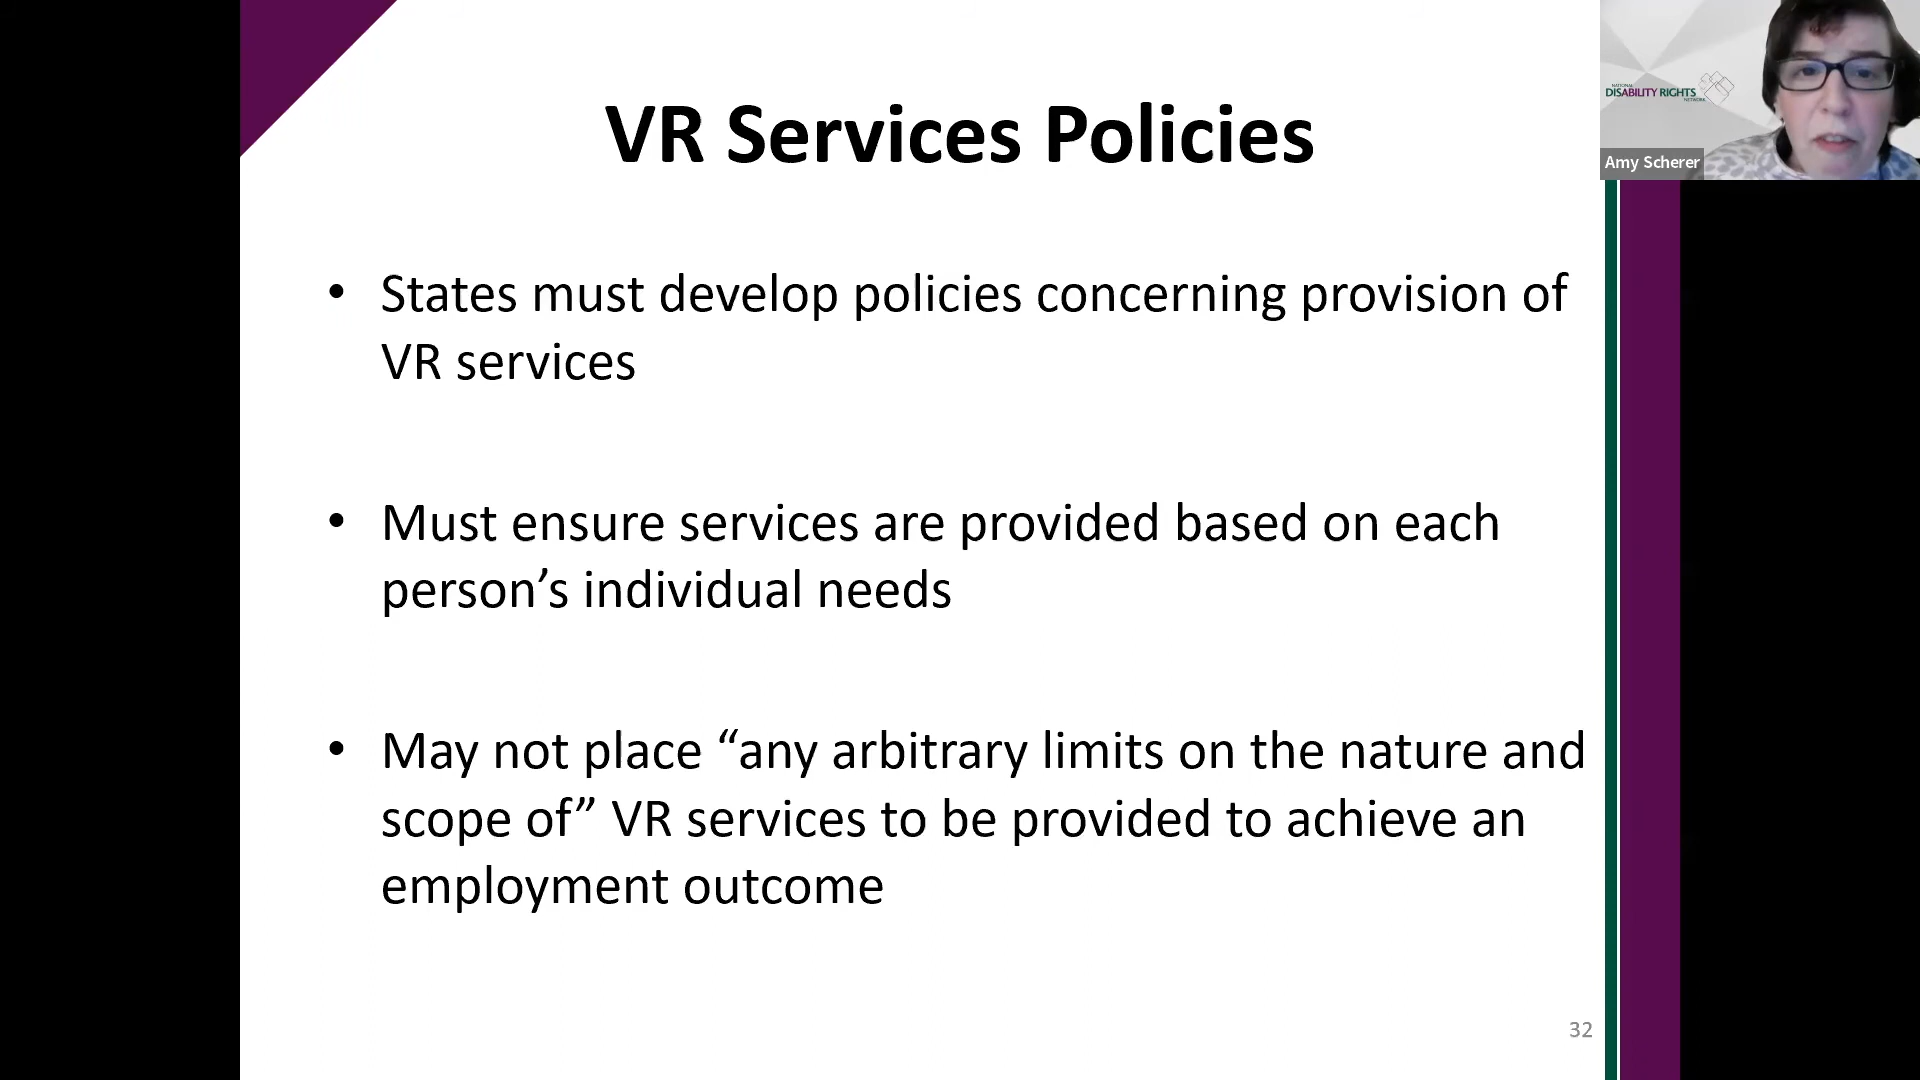 VR Services Policies
NATIONAL
DISABILITY RIGHTS
NETWORK
Amy Scherer
• States must develop policies concerning provision of
VR services
• Must ensure services are provided based on each
person’s individual needs
• May not place “any arbitrary limits on the nature and
scope of” VR services to be provided to achieve an
employment outcome
32